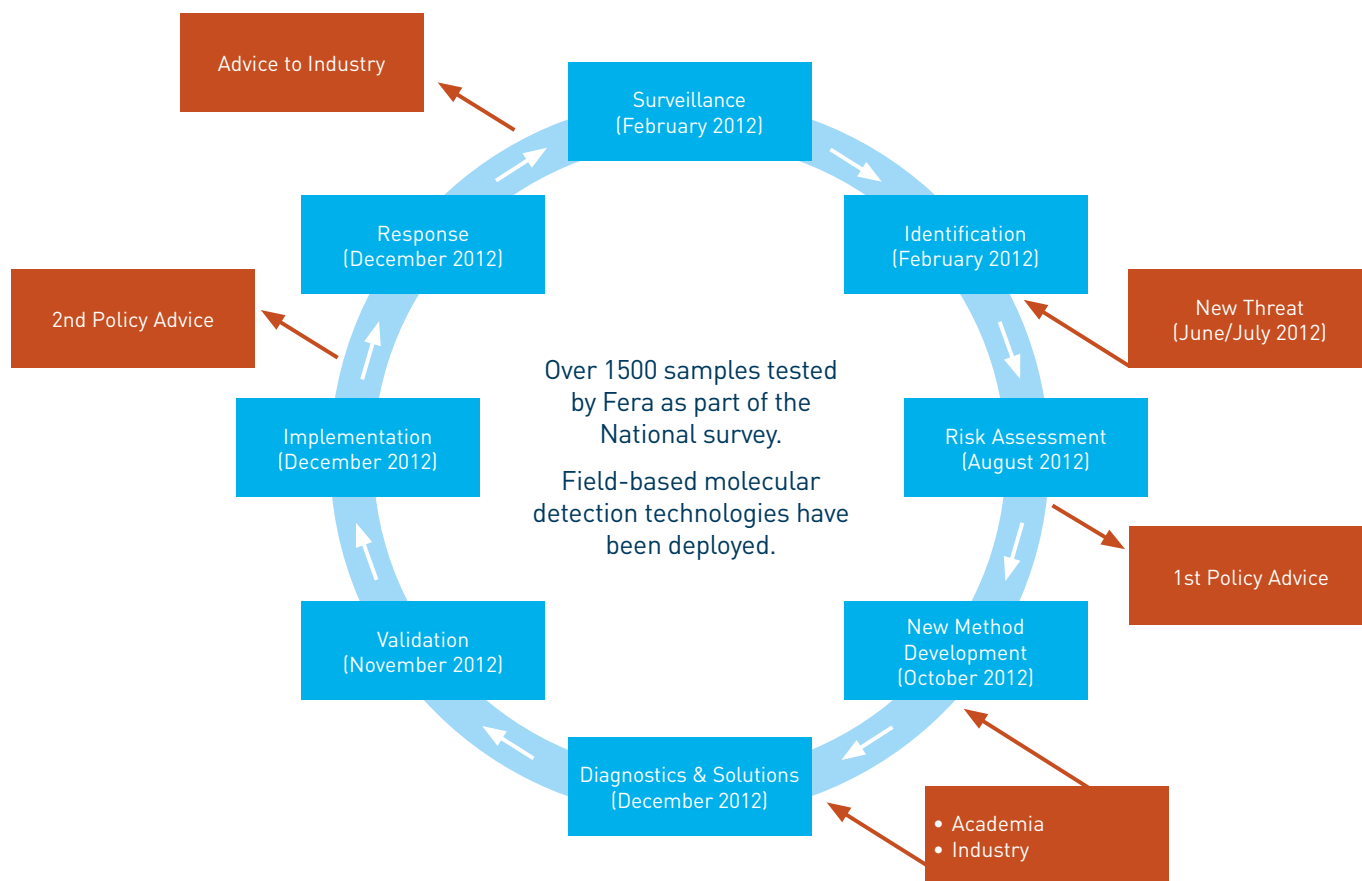 Advice to Industry
Surveillance
(February 2012)
Response
(December 2012)
Identification
(February 2012)
2nd Policy Advice
New Threat
(June/July 2012)
Over 1500 samples tested
by Fera as part of the
National survey.
Field-based molecular
detection technologies have
been deployed.
Implementation
(December 2012)
Risk Assessment
(August 2012)
1st Policy Advice
Validation
(November 2012)
New Method
Development
(October 2012)
Diagnostics & Solutions
(December 2012)
• Academia
• Industry